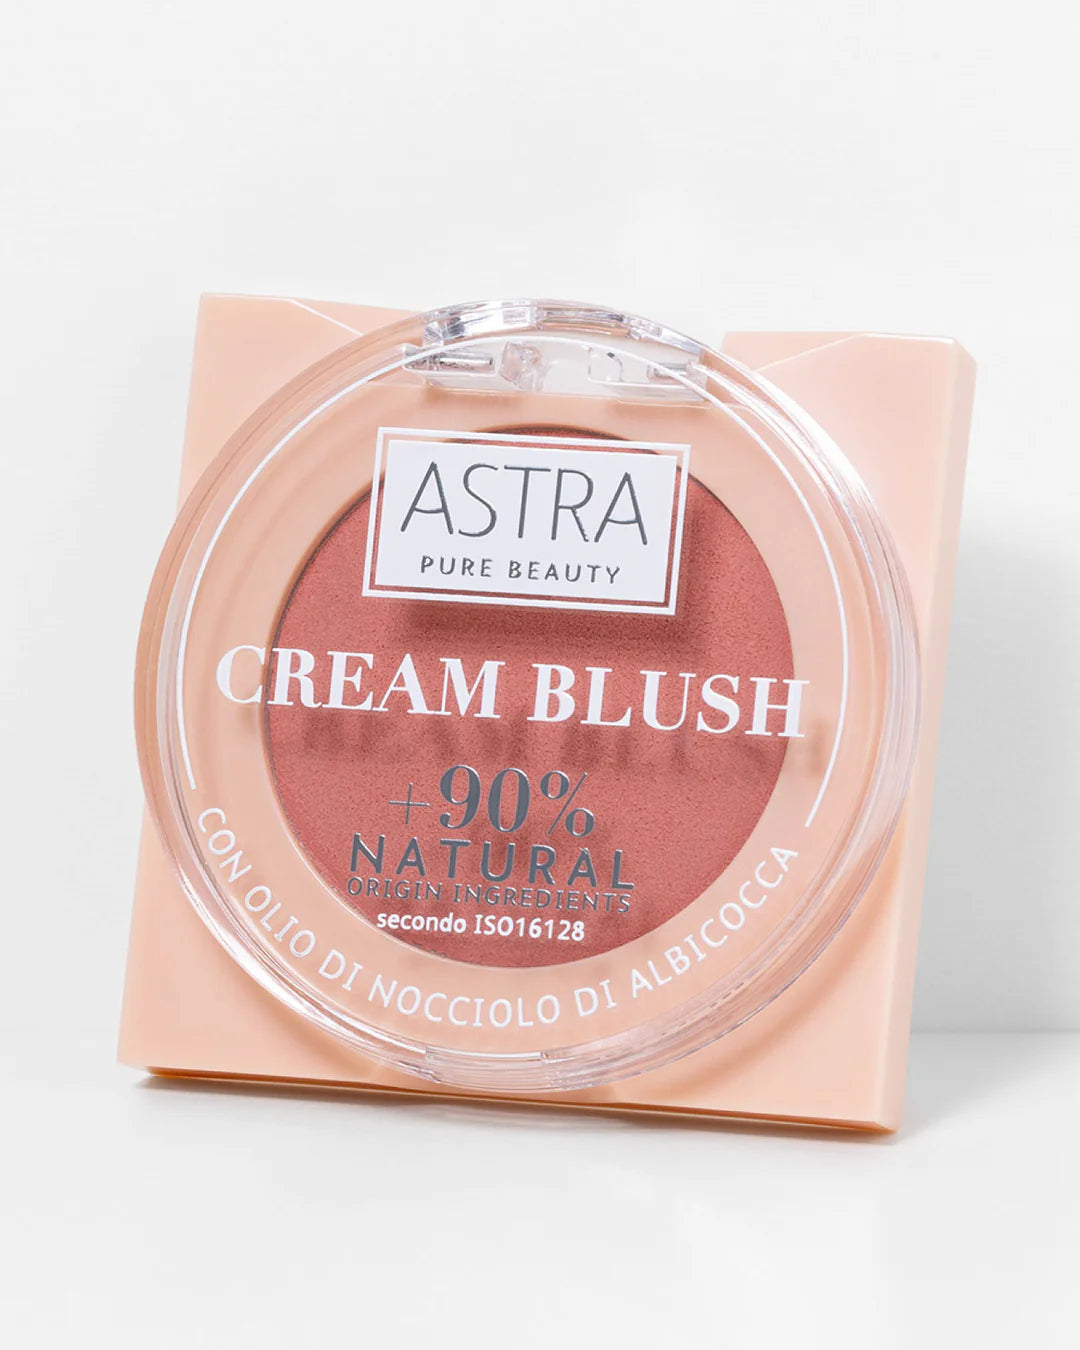 ASTRA
PURE BEAUTY
CREAM BLUSH
+90%
NATURAL
ORIGIN INGREDIENTS
secondo ISO16128
CON OLIO DI NOCCIOLO DI ALBICOCCA